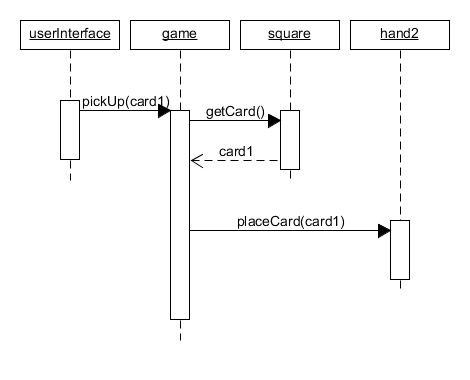 userInterface
game
square
hand2
pickUp(card1)
getCard()
card1
placeCard(card1)